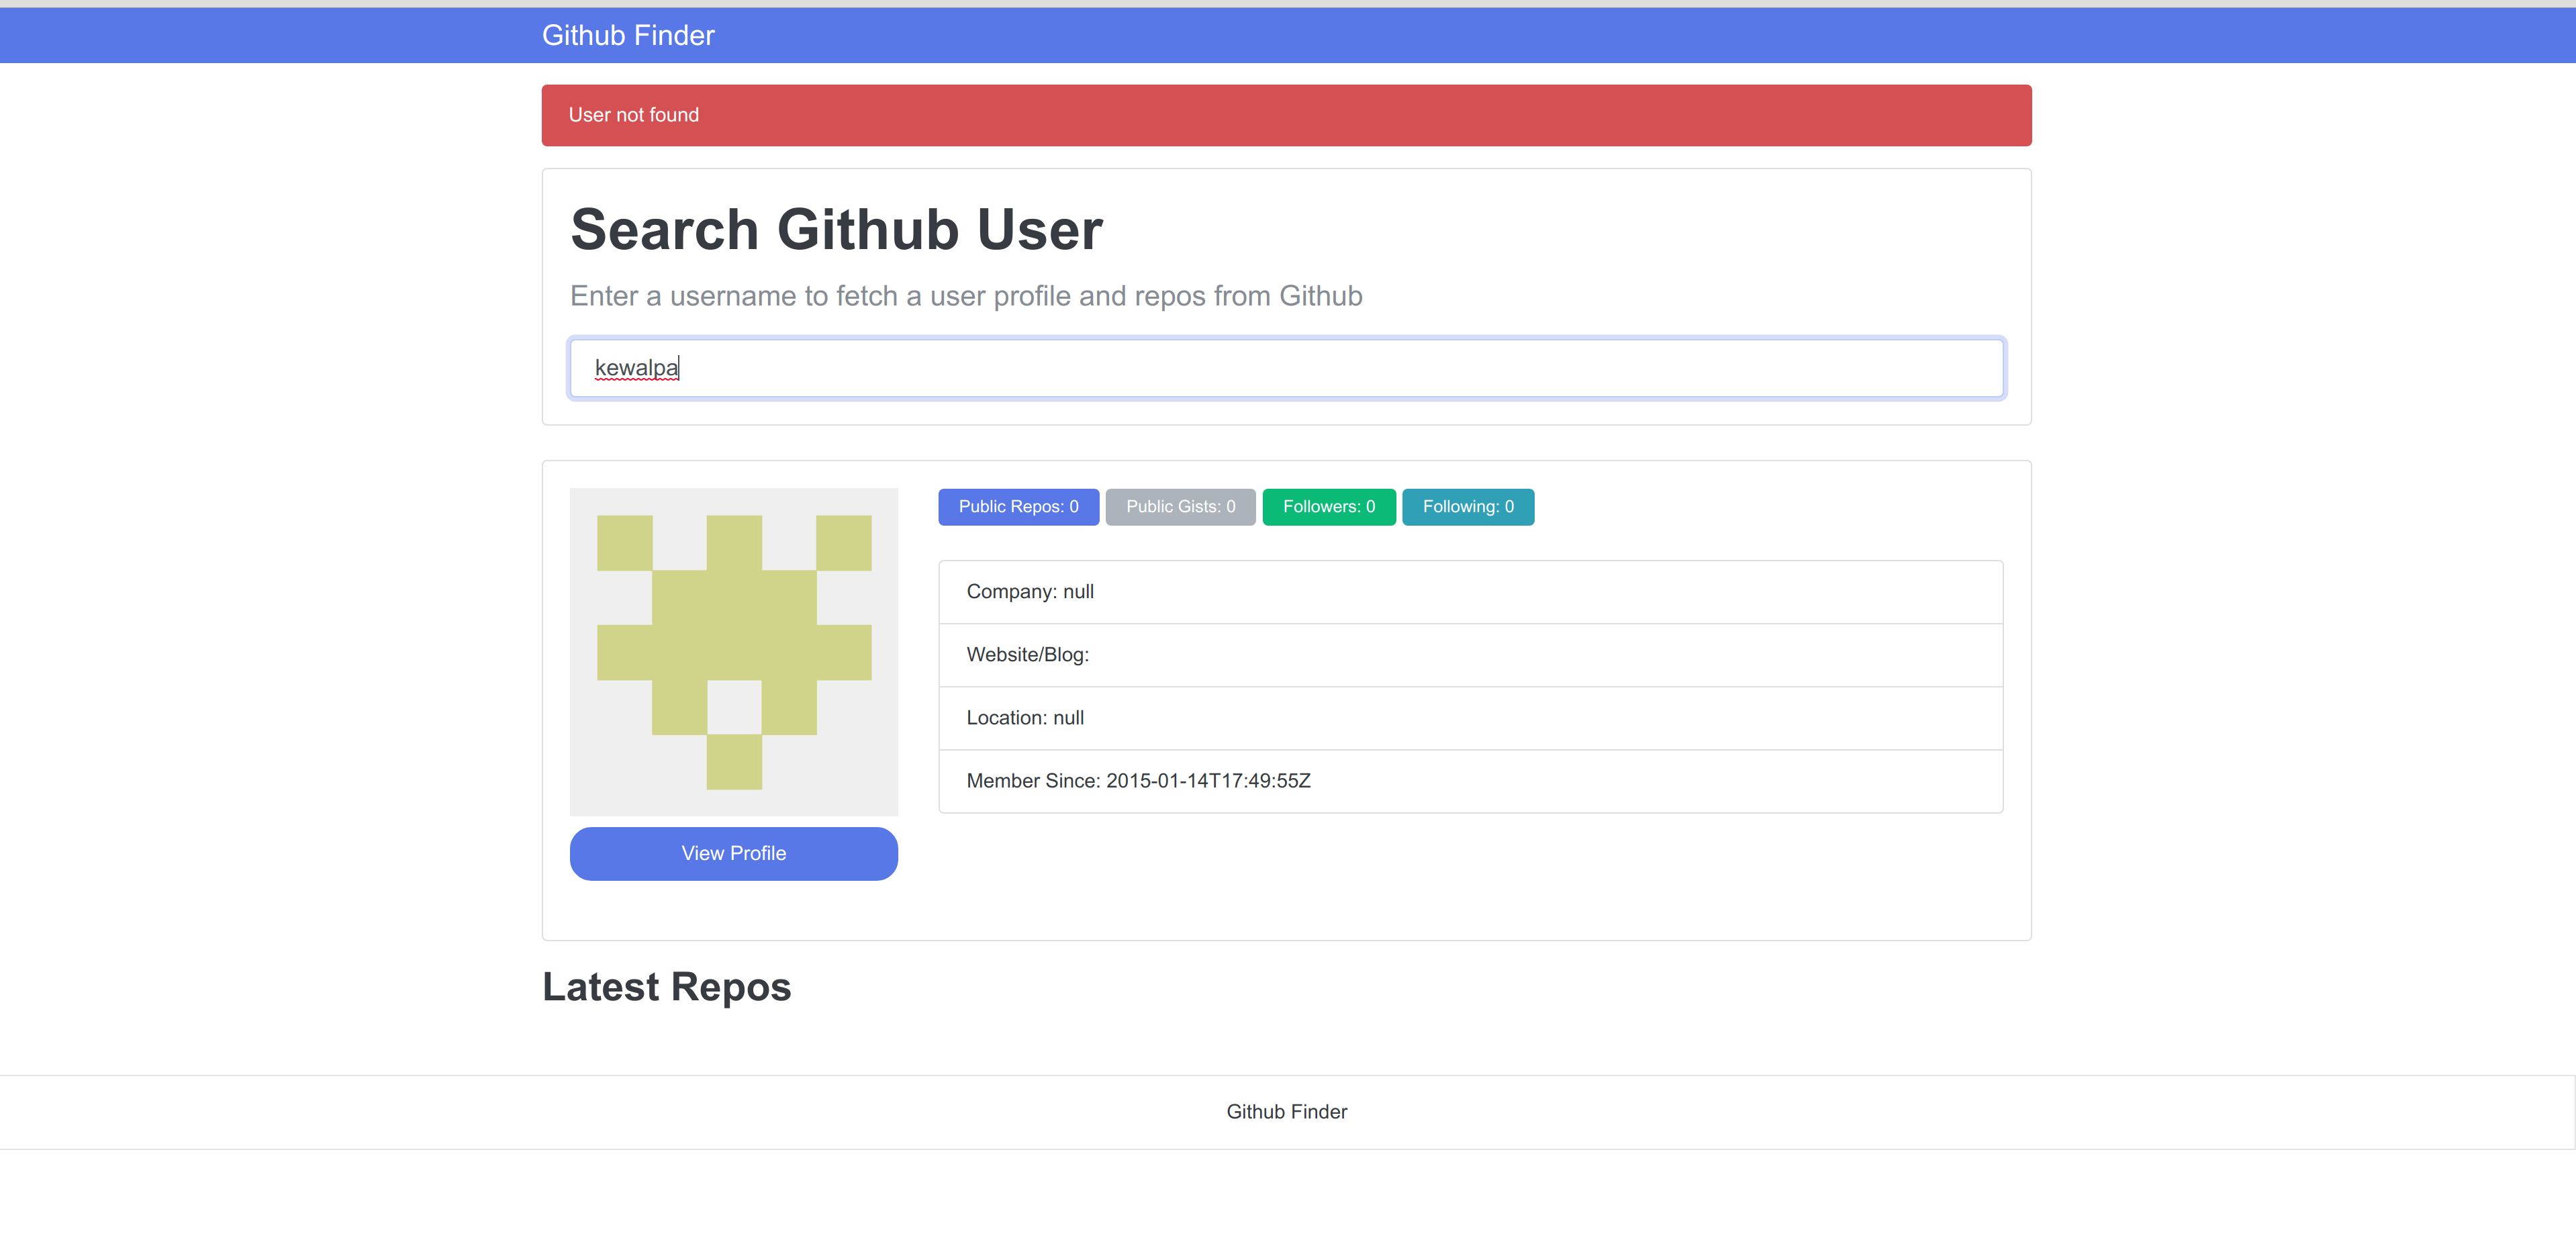 Github Finder
User not found
Search Github User
Enter a username to fetch a user profile and repos from Github
kewalpa
Public Repos: 0 Public Gists: 0 Followers: 0 Following: 0
Company: null
Website/Blog:
Location: null
Member Since: 2015-01-14T17:49:55Z
View Profile
Latest Repos
Github Finder